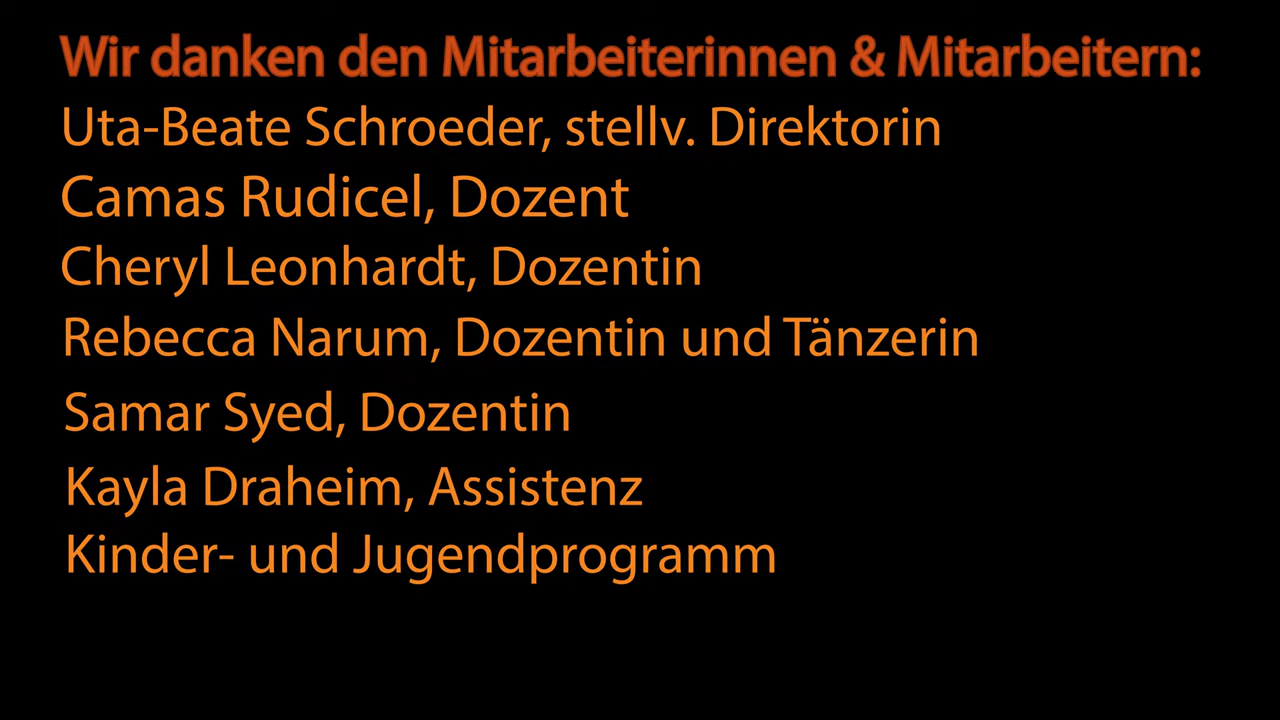 Wir danken den Mitarbeiterinnen & Mitarbeitern:
Uta-Beate Schroeder, stellv. Direktorin
Camas Rudicel, Dozent
Cheryl Leonhardt, Dozentin
Rebecca Narum, Dozentin und Tänzerin
Samar Syed, Dozentin
Kayla Draheim, Assistenz
Kinder- und Jugendprogramm